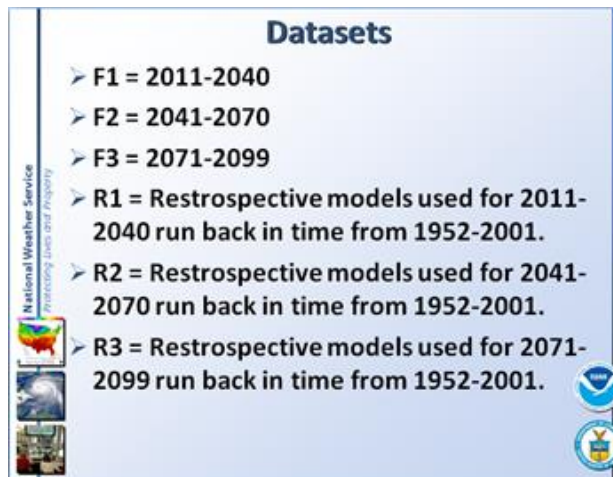 Datasets
➢ F1 = 2011-2040
➢ F2 = 2041-2070
➢ F3 = 2071-2099
➢ R1 = Restrospective models used for 2011-
2040 run back in time from 1952-2001.
➢ R2 = Restrospective models used for 2041-
2070 run back in time from 1952-2001.
➢ R3 = Restrospective models used for 2071-
2099 run back in time from 1952-2001.
National Weather Service
Protecting Lives and Property